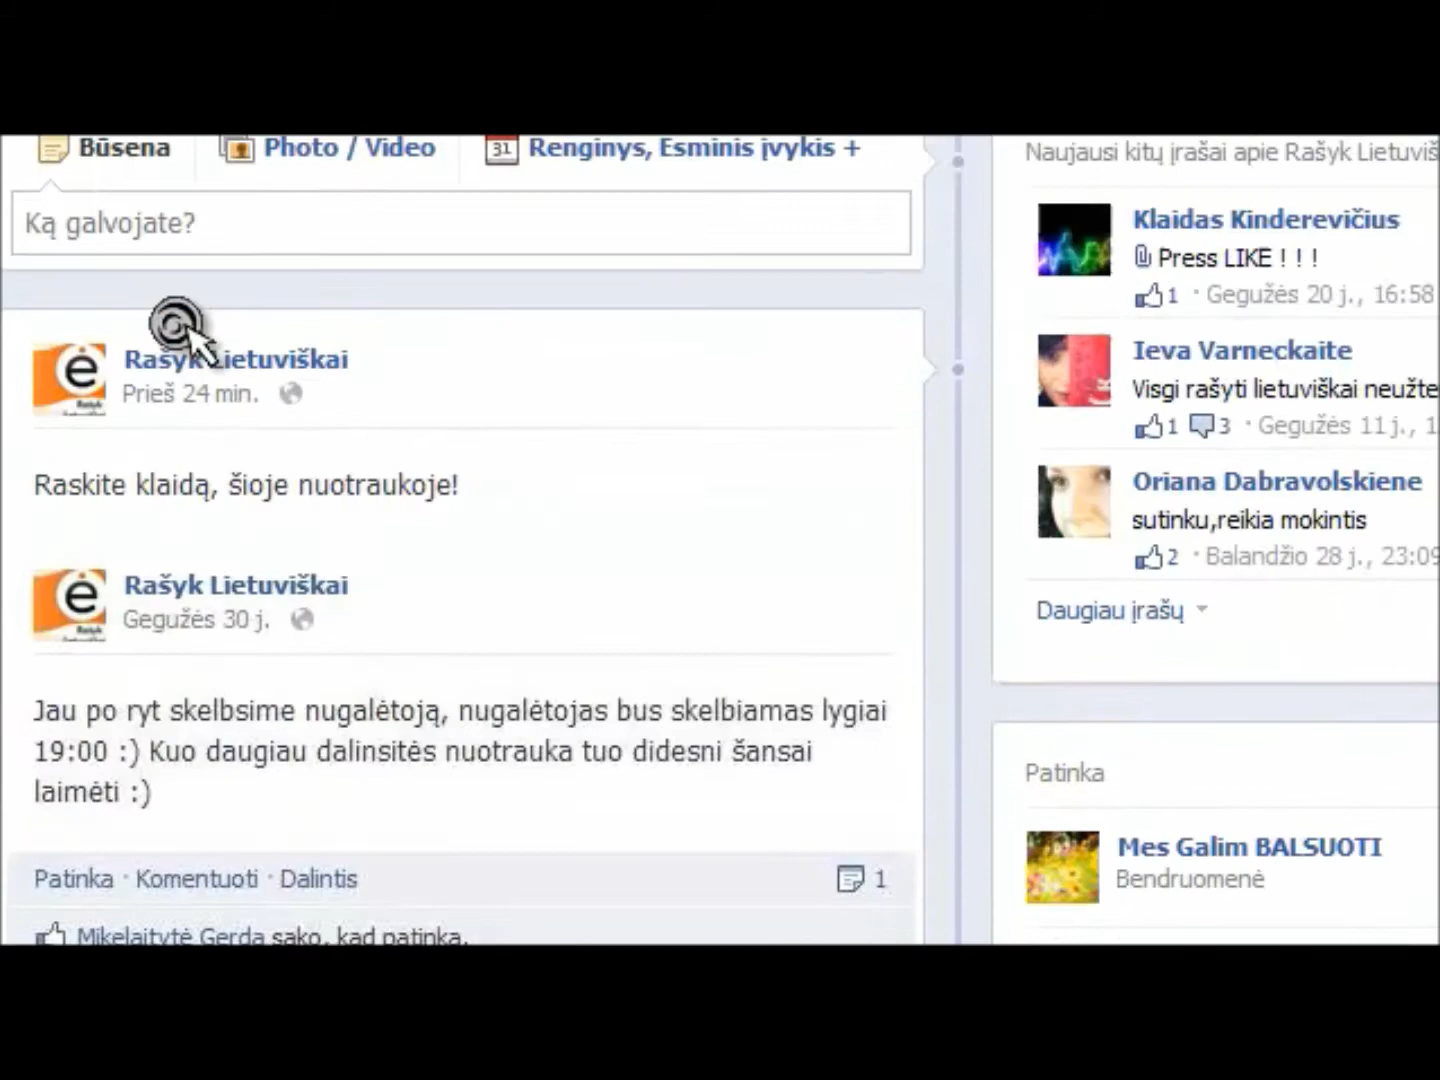 Būsena
Photo / Video
31
Renginys, Esminis įvykis +
Ką galvojate?
Rašyk Lietuviškai
Prieš 24 min.
Raskite klaidą, šioje nuotraukoje!
Rašyk Lietuviškai
Gegužės 30 j.
Jau po ryt skelbsime nugalėtoją, nugalėtojas bus skelbiamas lygiai
19:00 :) Kuo daugiau dalinsitės nuotrauka tuo didesni šansai
laimėti :)
Patinka · Komentuoti · Dalintis
1
Mikelaitytė Gerda sako, kad patinka.
Naujausi kitų įrašai apie Rašyk Lietuviš
Klaidas Kinderevičius
Press LIKE ! ! !
1 · Gegužės 20 j., 16:58
Ieva Varneckaite
Visgi rašyti lietuviškai neužte
1 3 · Gegužės 11 j., 1
Oriana Dabravolskiene
sutinku,reikia mokintis
2 · Balandžio 28 j., 23:09
Daugiau įrašų
Patinka
Mes Galim BALSUOTI
Bendruomenė